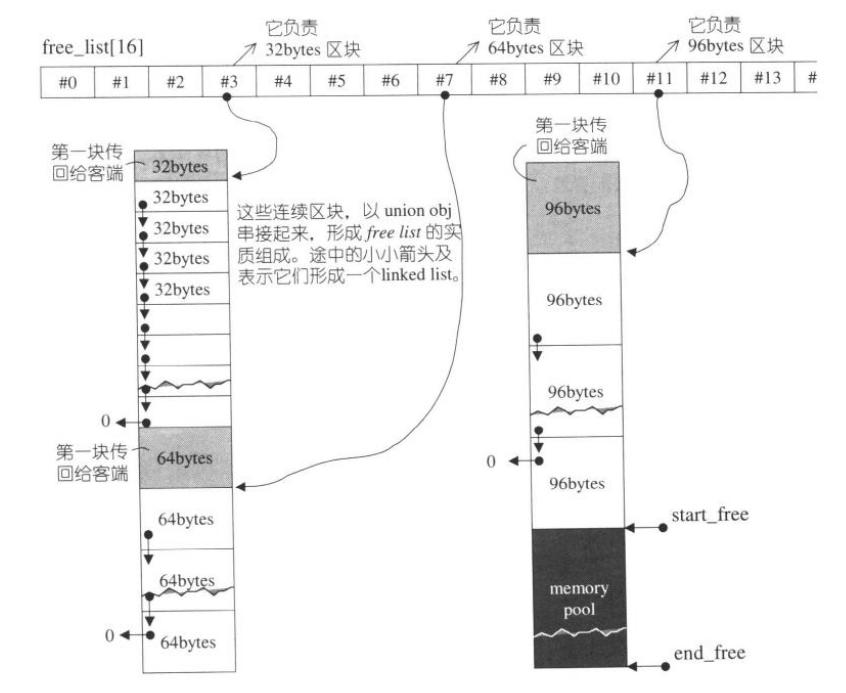 free_list[16]
它负责
32bytes 区块
它负责
64bytes 区块
它负责
96bytes 区块
#0 #1 #2 #3 #4 #5 #6 #7 #8 #9 #10 #11 #12 #13 #
第一块传
回给客端
32bytes
32bytes
32bytes
32bytes
32bytes
0
这些连续区块，以 union obj
串接起来，形成 free list 的实
质组成。途中的小小箭头及
表示它们形成一个linked list。
第一块传
回给客端
64bytes
64bytes
64bytes
0
64bytes
第一块传
回给客端
96bytes
96bytes
96bytes
0
96bytes
start_free
memory
pool
end_free